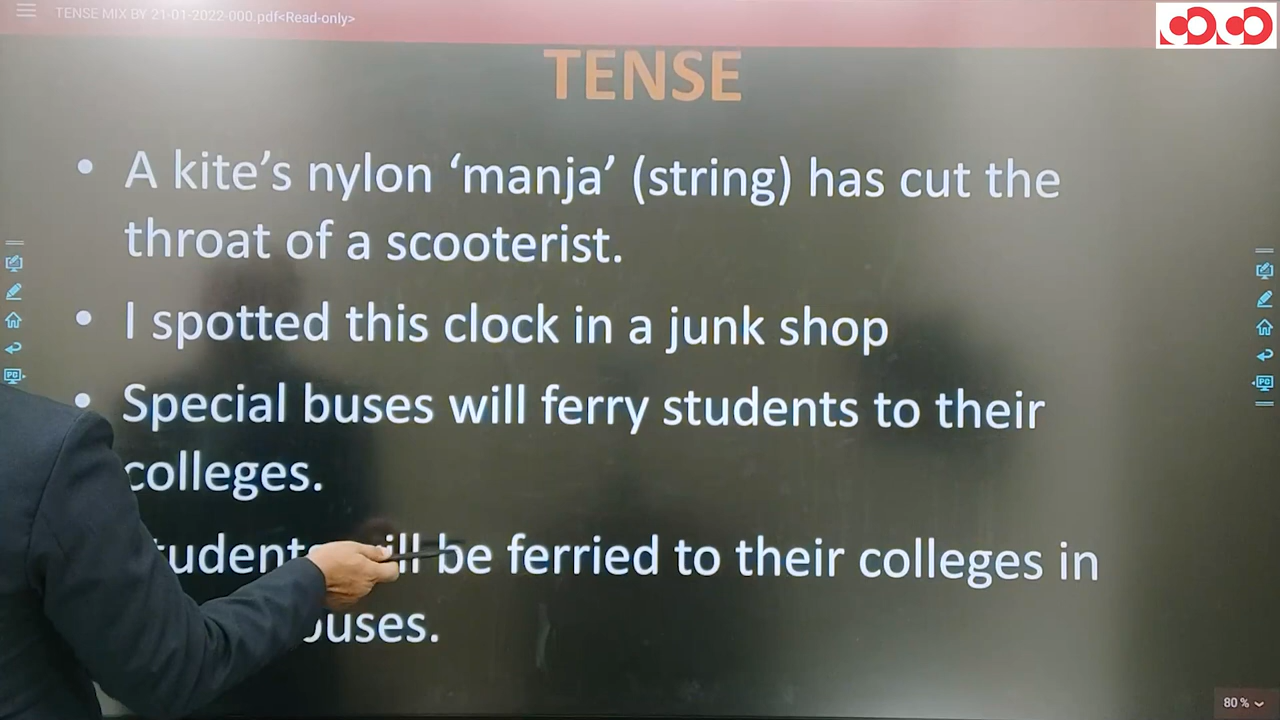 TENSE MIX BY 21-01-2022-000.pdf<Read-only>
TENSE
• A kite's nylon 'manja' (string) has cut the
throat of a scooterist.
• I spotted this clock in a junk shop
• Special buses will ferry students to their
colleges.
be ferried to their colleges in
80%